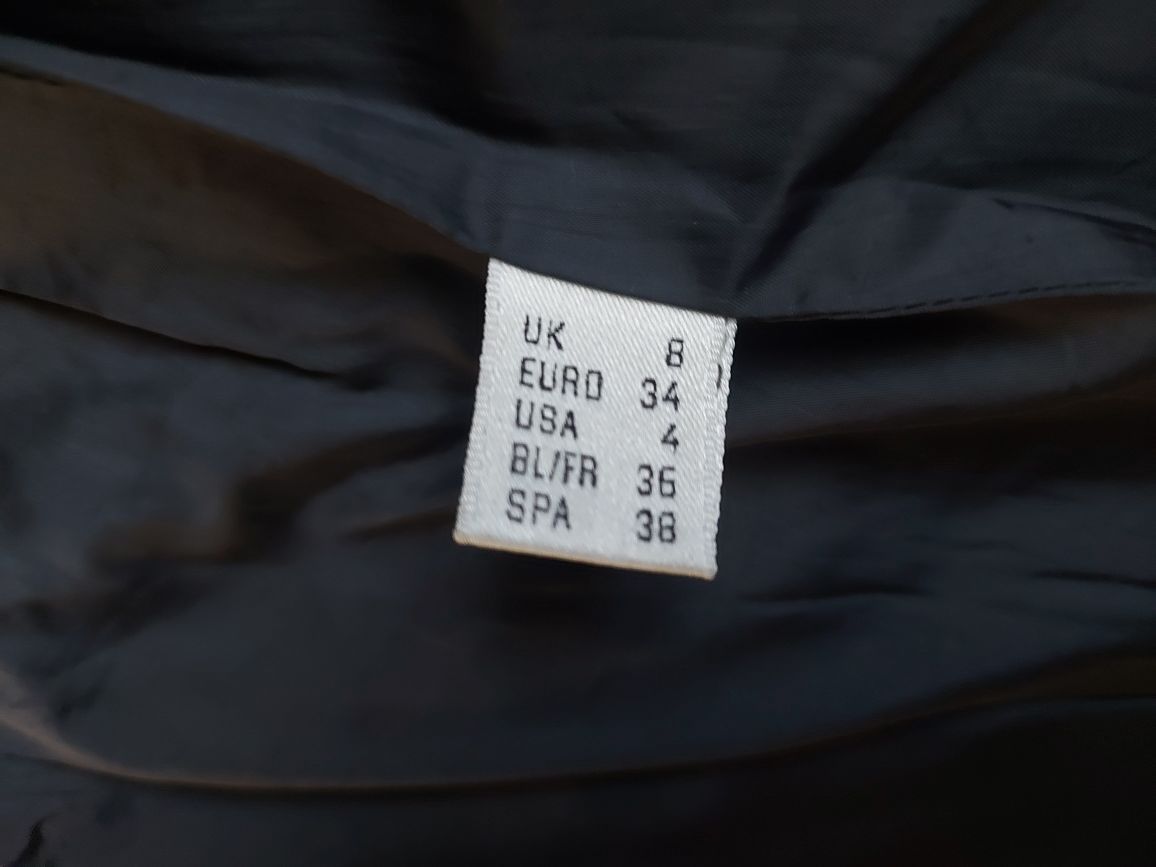 UK 8
EURO 34
USA 4
BL/FR 36
SPA 38